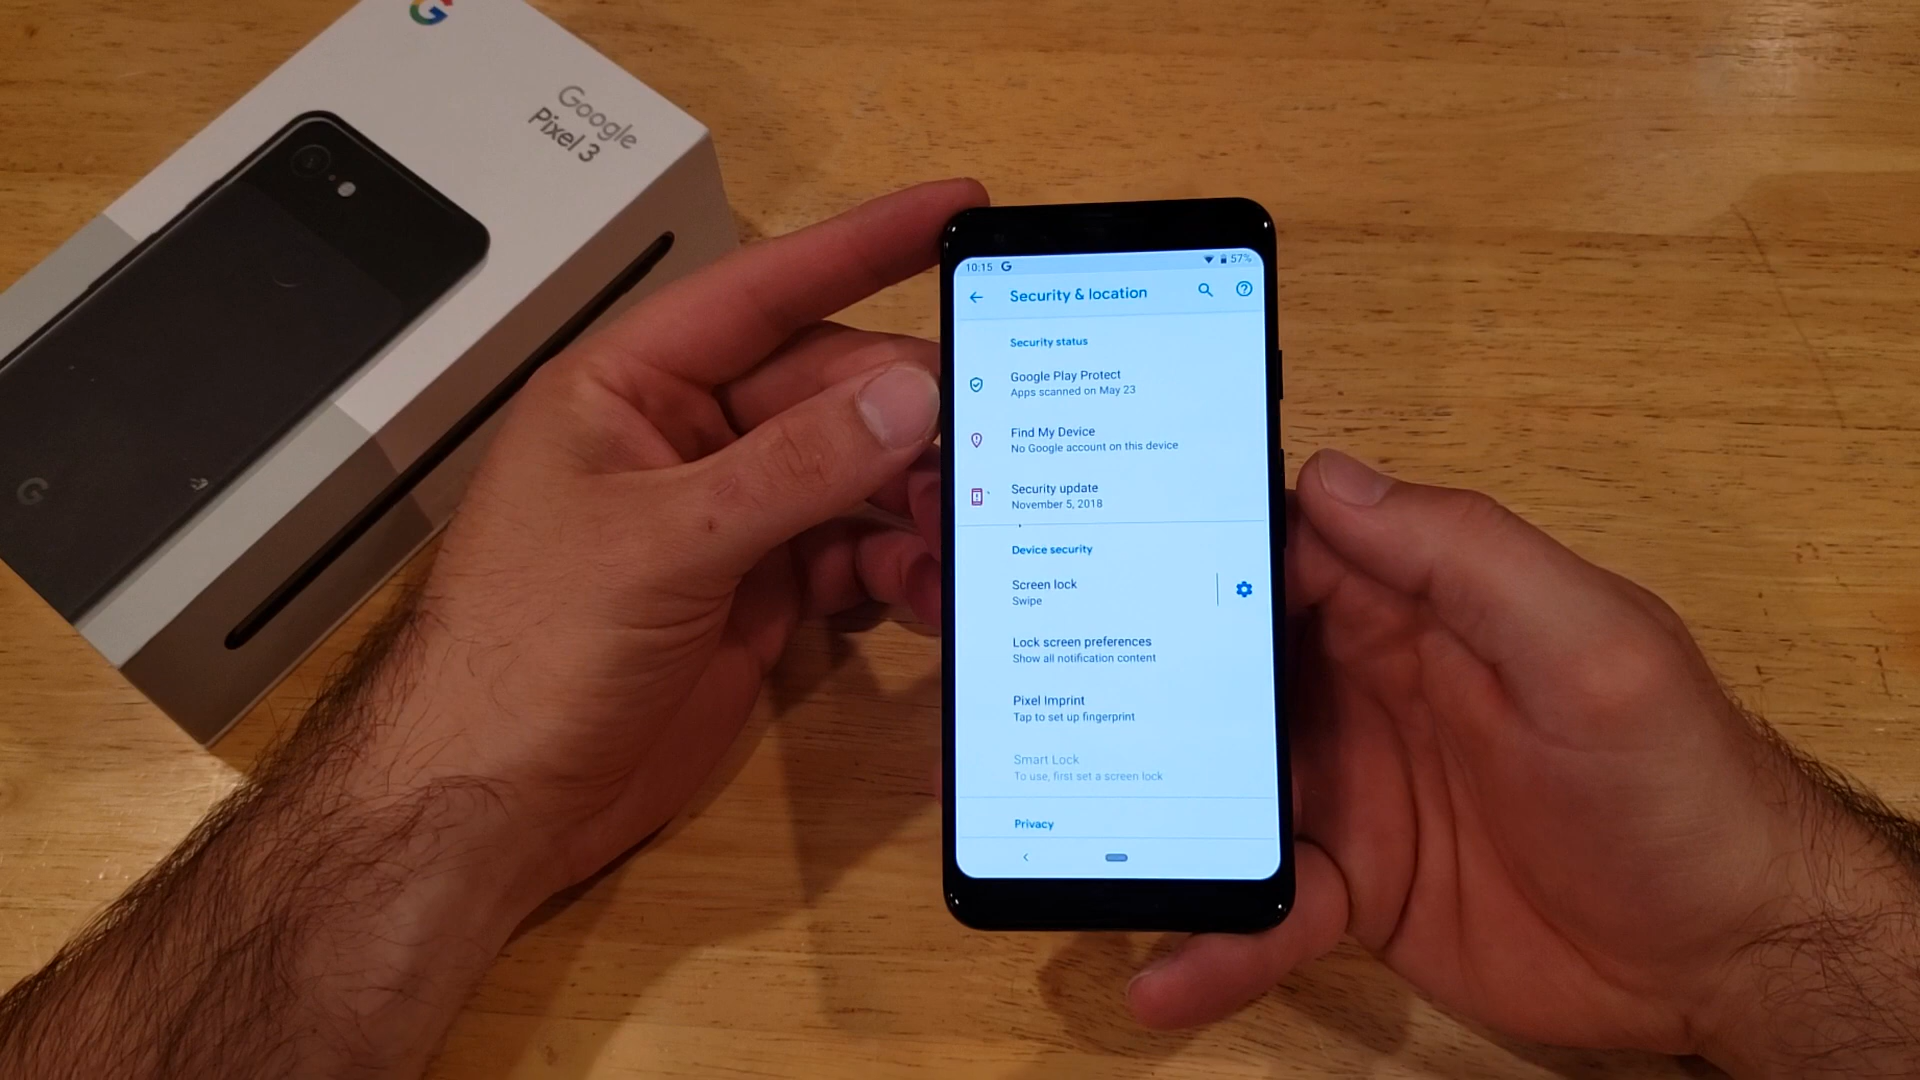 Google
Pixel 3
10:15 G 57%
Security & location
Security status
Google Play Protect
Apps scanned on May 23
Find My Device
No Google account on this device
Security update
November 5, 2018
Device security
Screen lock
Swipe
Lock screen preferences
Show all notification content
Pixel Imprint
Tap to set up fingerprint
Smart Lock
To use, first set a screen lock
Privacy